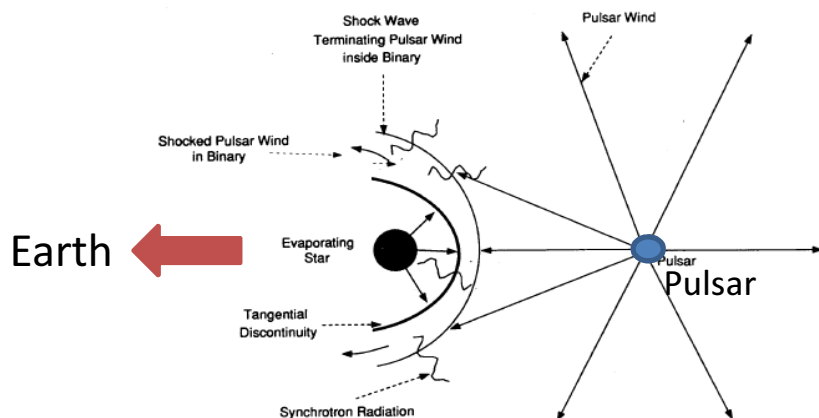 Shock Wave
Terminating Pulsar Wind
inside Binary
Pulsar Wind
Shocked Pulsar Wind
in Binary
Earth
Evaporating
Star
Pulsar
Pulsar
Tangential
Discontinuity
Synchrotron Radiation